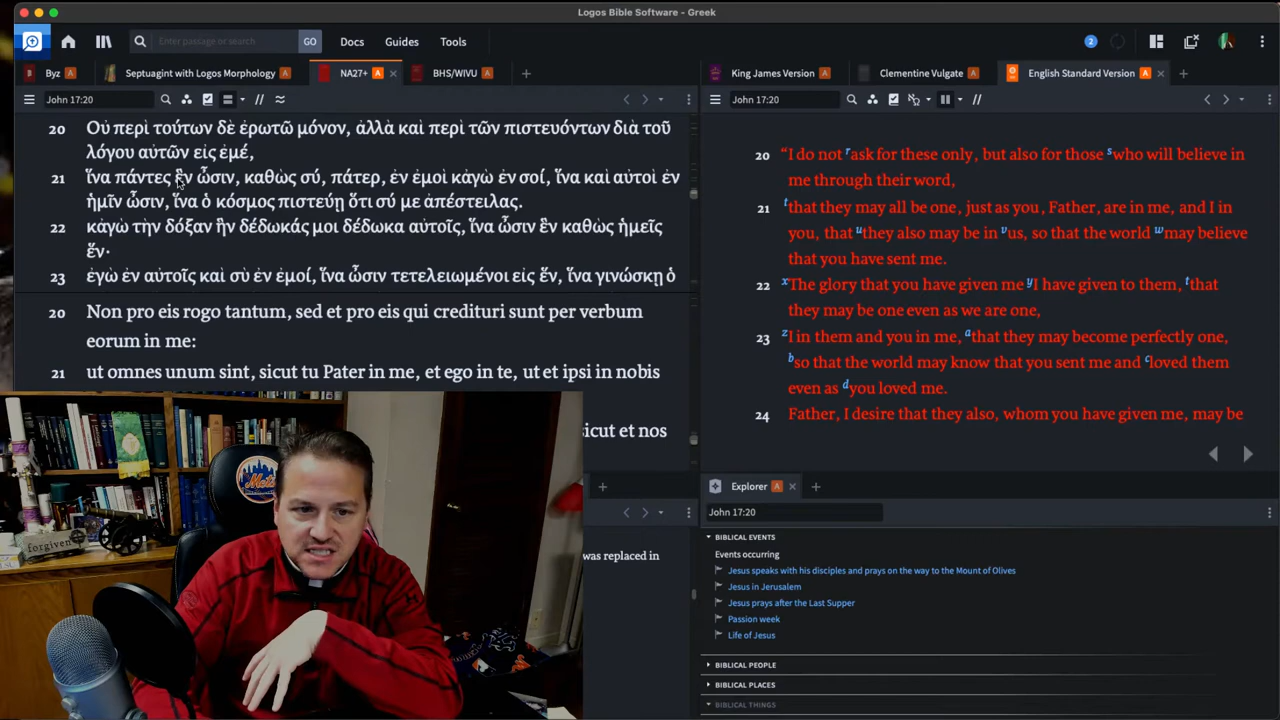 Logos Bible Software - Greek
Enter passage or search
GO
Docs
Guides
Tools
2
Byz A
Septuagint with Logos Morphology A
NA27+ A
BHS/WIVU A
King James Version A
Clementine Vulgate A
English Standard Version A
John 17:20
John 17:20
20 Οὐ περὶ τούτων δὲ ἐρωτῶ μόνον, ἀλλὰ καὶ περὶ τῶν πιστευόντων διὰ τοῦ
λόγου αὐτῶν εἰς ἐμέ,
21 ἵνα πάντες ἓν ὦσιν, καθὼς σύ, πάτερ, ἐν ἐμοὶ κἀγὼ ἐν σοί, ἵνα καὶ αὐτοὶ ἐν
ἡμῖν ὦσιν, ἵνα ὁ κόσμος πιστεύῃ ὅτι σύ με ἀπέστειλας.
22 κἀγὼ τὴν δόξαν ἣν δέδωκάς μοι δέδωκα αὐτοῖς, ἵνα ὦσιν ἓν καθὼς ἡμεῖς
ἕν·
23 ἐγὼ ἐν αὐτοῖς καὶ σὺ ἐν ἐμοί, ἵνα ὦσιν τετελειωμένοι εἰς ἕν, ἵνα γινώσκῃ ὁ
20 Non pro eis rogo tantum, sed et pro eis qui credituri sunt per verbum
eorum in me:
21 ut omnes unum sint, sicut tu Pater in me, et ego in te, ut et ipsi in nobis
sicut et nos
was replaced in
20 “I do not r ask for these only, but also for those s who will believe in
me through their word,
21 t that they may all be one, just as you, Father, are in me, and I in
you, that u they also may be in v us, so that the world w may believe
that you have sent me.
22 x The glory that you have given me y I have given to them, t that
they may be one even as we are one,
23 z I in them and you in me, a that they may become perfectly one,
b so that the world may know that you sent me and c loved them
even as d you loved me.
24 Father, I desire that they also, whom you have given me, may be
Explorer A
John 17:20
BIBLICAL EVENTS
Events occurring
Jesus speaks with his disciples and prays on the way to the Mount of Olives
Jesus in Jerusalem
Jesus prays after the Last Supper
Passion week
Life of Jesus
BIBLICAL PEOPLE
BIBLICAL PLACES
BIBLICAL THINGS
Mets
forgiven